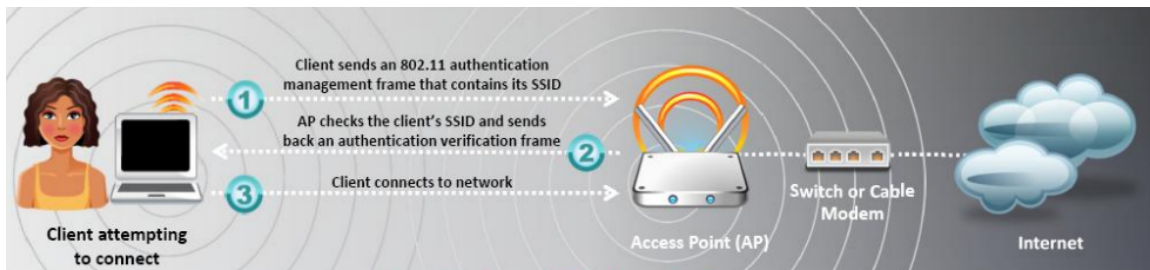 Client sends an 802.11 authentication
management frame that contains its SSID
1
AP checks the client's SSID and sends
back an authentication verification frame
2
3
Client connects to network
Client attempting
to connect
Access Point (AP)
Switch or Cable
Modem
Internet